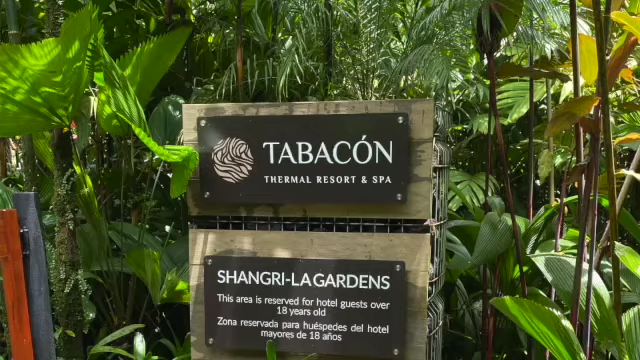 TABACÓN
THERMAL RESORT & SPA
SHANGRI-LA GARDENS
This area is reserved for hotel guests over
18 years old
Zona reservada para huéspedes del hotel
mayores de 18 años